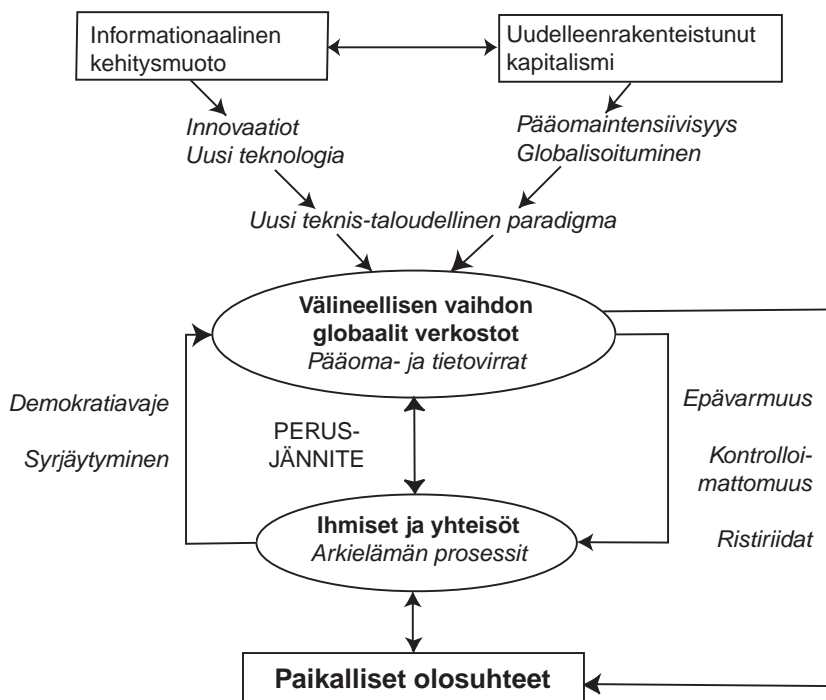 Informationaalinen
kehitysmuoto
Uudelleenrakenteistunut
kapitalismi
Innovaatiot
Uusi teknologia
Pääomaintensiivisyys
Globalisoituminen
Uusi teknis-taloudellinen paradigma
Välineellisen vaihdon
globaalit verkostot
Pääoma- ja tietovirrat
Demokratiavaje
Syrjäytyminen
PERUS-
JÄNNITE
Epävarmuus
Kontrolloi-
mattomuus
Ristiriidat
Ihmiset ja yhteisöt
Arkielämän prosessit
Paikalliset olosuhteet